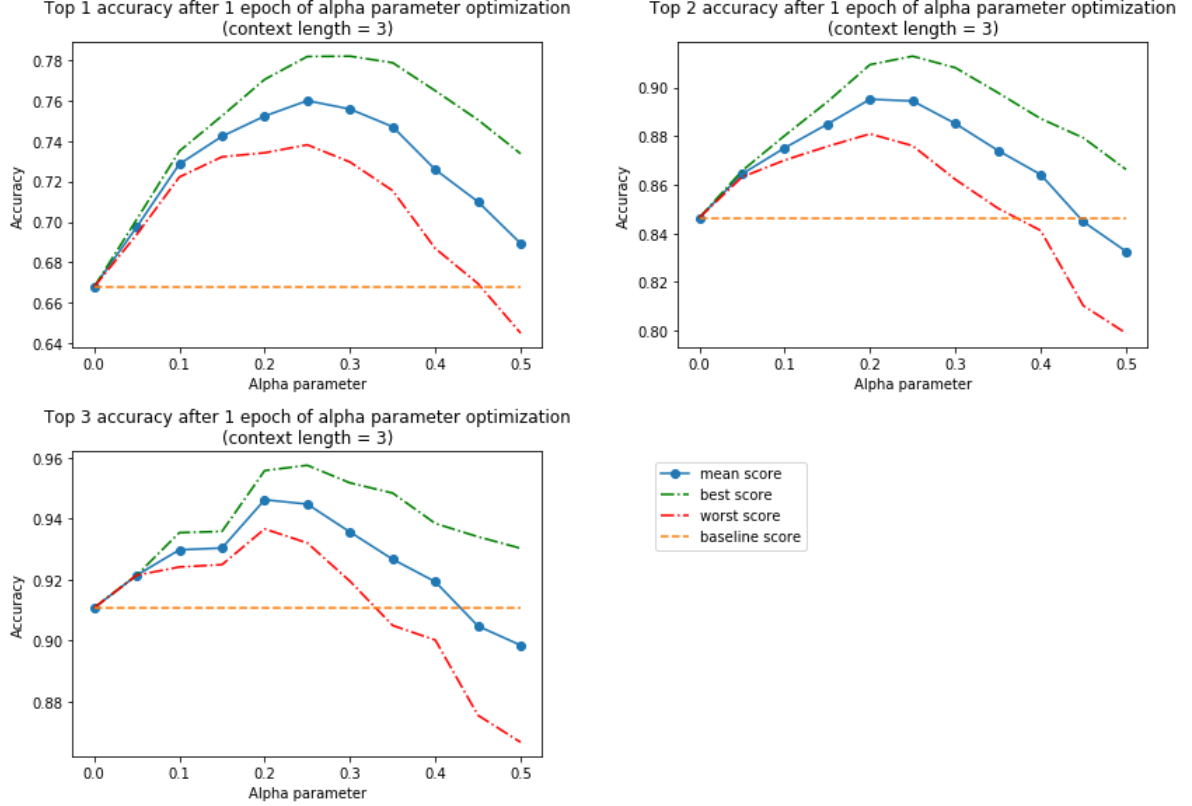 Top 1 accuracy after 1 epoch of alpha parameter optimization
(context length = 3)
0.78
0.76
0.74
0.72
0.70
0.68
0.66
0.64
Accuracy
0.0 0.1 0.2 0.3 0.4 0.5
Alpha parameter
Top 2 accuracy after 1 epoch of alpha parameter optimization
(context length = 3)
0.90
0.88
0.86
0.84
0.82
0.80
Accuracy
0.0 0.1 0.2 0.3 0.4 0.5
Alpha parameter
Top 3 accuracy after 1 epoch of alpha parameter optimization
(context length = 3)
0.96
0.94
0.92
0.90
0.88
Accuracy
0.0 0.1 0.2 0.3 0.4 0.5
Alpha parameter
mean score
best score
worst score
baseline score